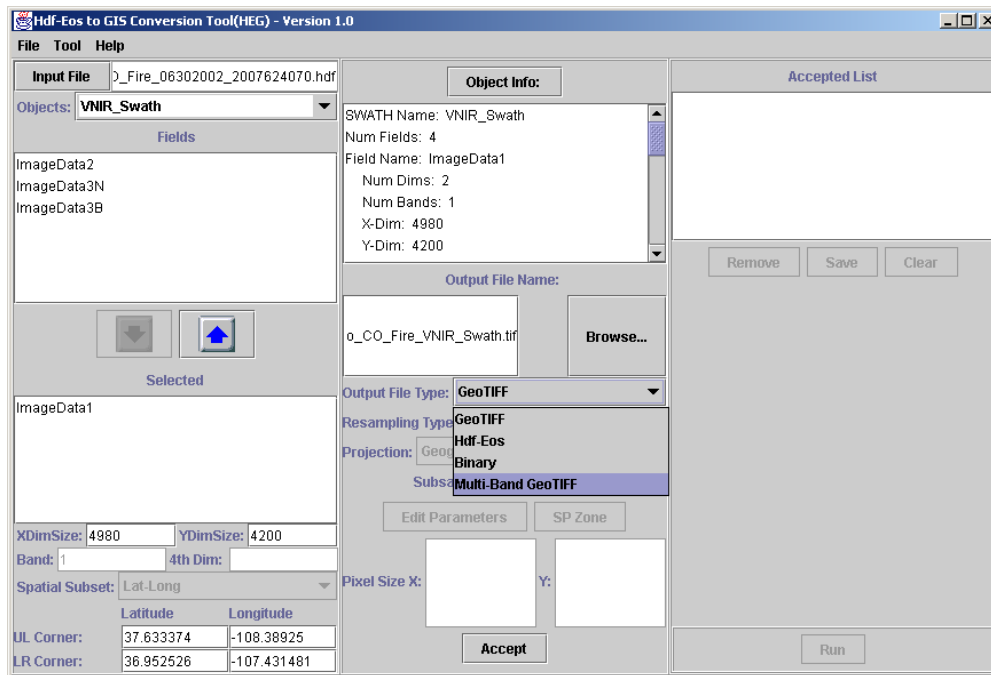 Hdf-Eos to GIS Conversion Tool(HEG) - Version 1.0
File Tool Help
Input File
O_Fire_06302002_2007624070.hdf
Objects: VNIR_Swath
Fields
ImageData2
ImageData3N
ImageData3B
Selected
ImageData1
XDimSize: 4980 YDimSize: 4200
Band: 1 4th Dim:
Spatial Subset: Lat-Long
Latitude Longitude
UL Corner: 37.633374 -108.38925
LR Corner: 36.952526 -107.431481
Object Info:
SWATH Name: VNIR_Swath
Num Fields: 4
Field Name: ImageData1
Num Dims: 2
Num Bands: 1
X-Dim: 4980
Y-Dim: 4200
Output File Name:
o_CO_Fire_VNIR_Swath.tif
Browse...
Output File Type: GeoTIFF
GeoTIFF
Hdf-Eos
Binary
Multi-Band GeoTIFF
Resampling Type
Projection: Geog
Subsa
Edit Parameters SP Zone
Pixel Size X: Y:
Accept
Accepted List
Remove Save Clear
Run